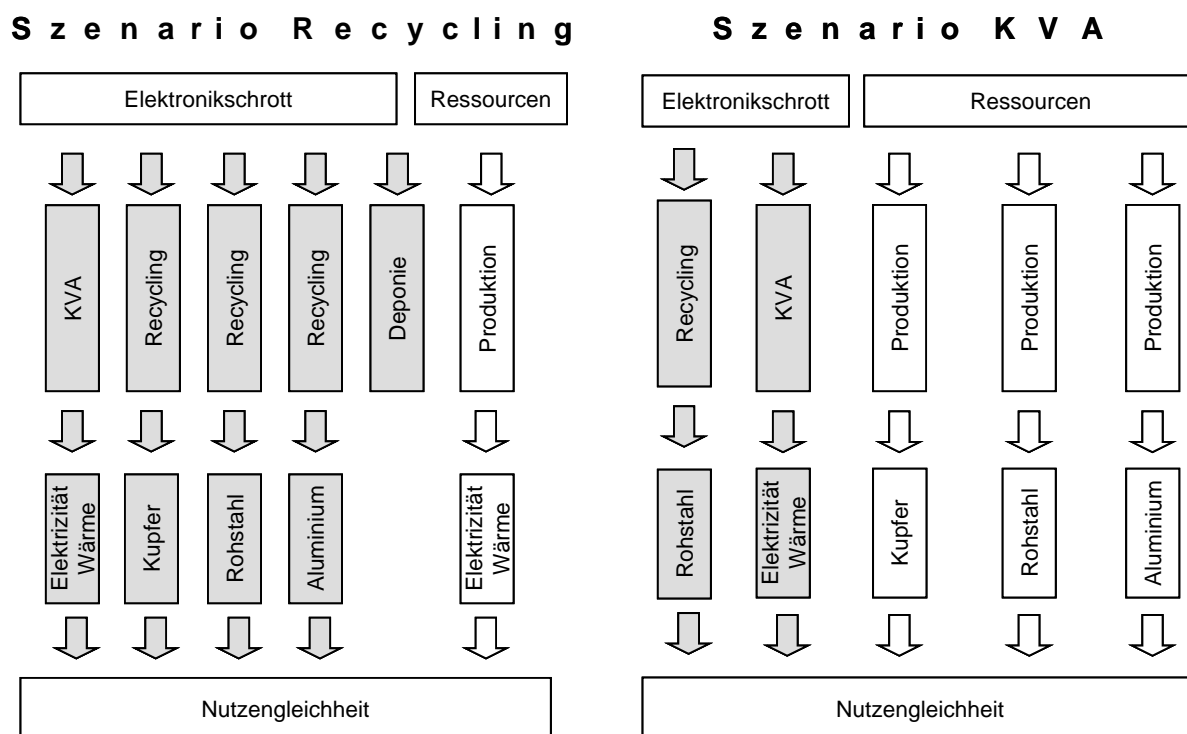 Szenario Recycling
Elektronikschrott
Ressourcen
KVA
Recycling
Recycling
Recycling
Deponie
Produktion
Elektrizität
Wärme
Kupfer
Rohstahl
Aluminium
Elektrizität
Wärme
Nutzengleichheit
Szenario KVA
Elektronikschrott
Ressourcen
Recycling
KVA
Produktion
Produktion
Produktion
Rohstahl
Elektrizität
Wärme
Kupfer
Rohstahl
Aluminium
Nutzengleichheit